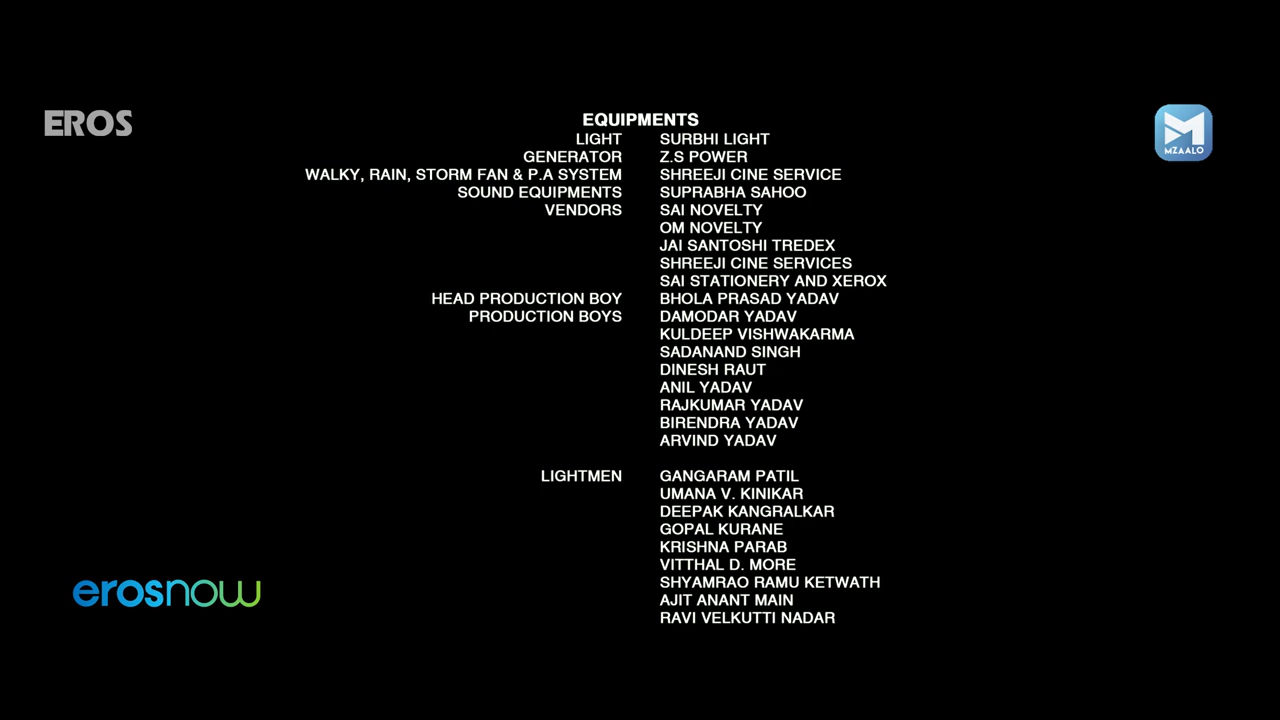 EROS
MZAALO
EQUIPMENTS
LIGHT SURBHI LIGHT
GENERATOR Z.S POWER
WALKY, RAIN, STORM FAN & P.A SYSTEM SHREEJI CINE SERVICE
SOUND EQUIPMENTS SUPRABHA SAHOO
VENDORS SAI NOVELTY
OM NOVELTY
JAI SANTOSHI TREDEX
SHREEJI CINE SERVICES
SAI STATIONERY AND XEROX
HEAD PRODUCTION BOY BHOLA PRASAD YADAV
PRODUCTION BOYS DAMODAR YADAV
KULDEEP VISHWAKARMA
SADANAND SINGH
DINESH RAUT
ANIL YADAV
RAJKUMAR YADAV
BIRENDRA YADAV
ARVIND YADAV
LIGHTMEN GANGARAM PATIL
UMANA V. KINIKAR
DEEPAK KANGRALKAR
GOPAL KURANE
KRISHNA PARAB
VITTHAL D. MORE
SHYAMRAO RAMU KETWATH
AJIT ANANT MAIN
RAVI VELKUTTI NADAR
erosnow